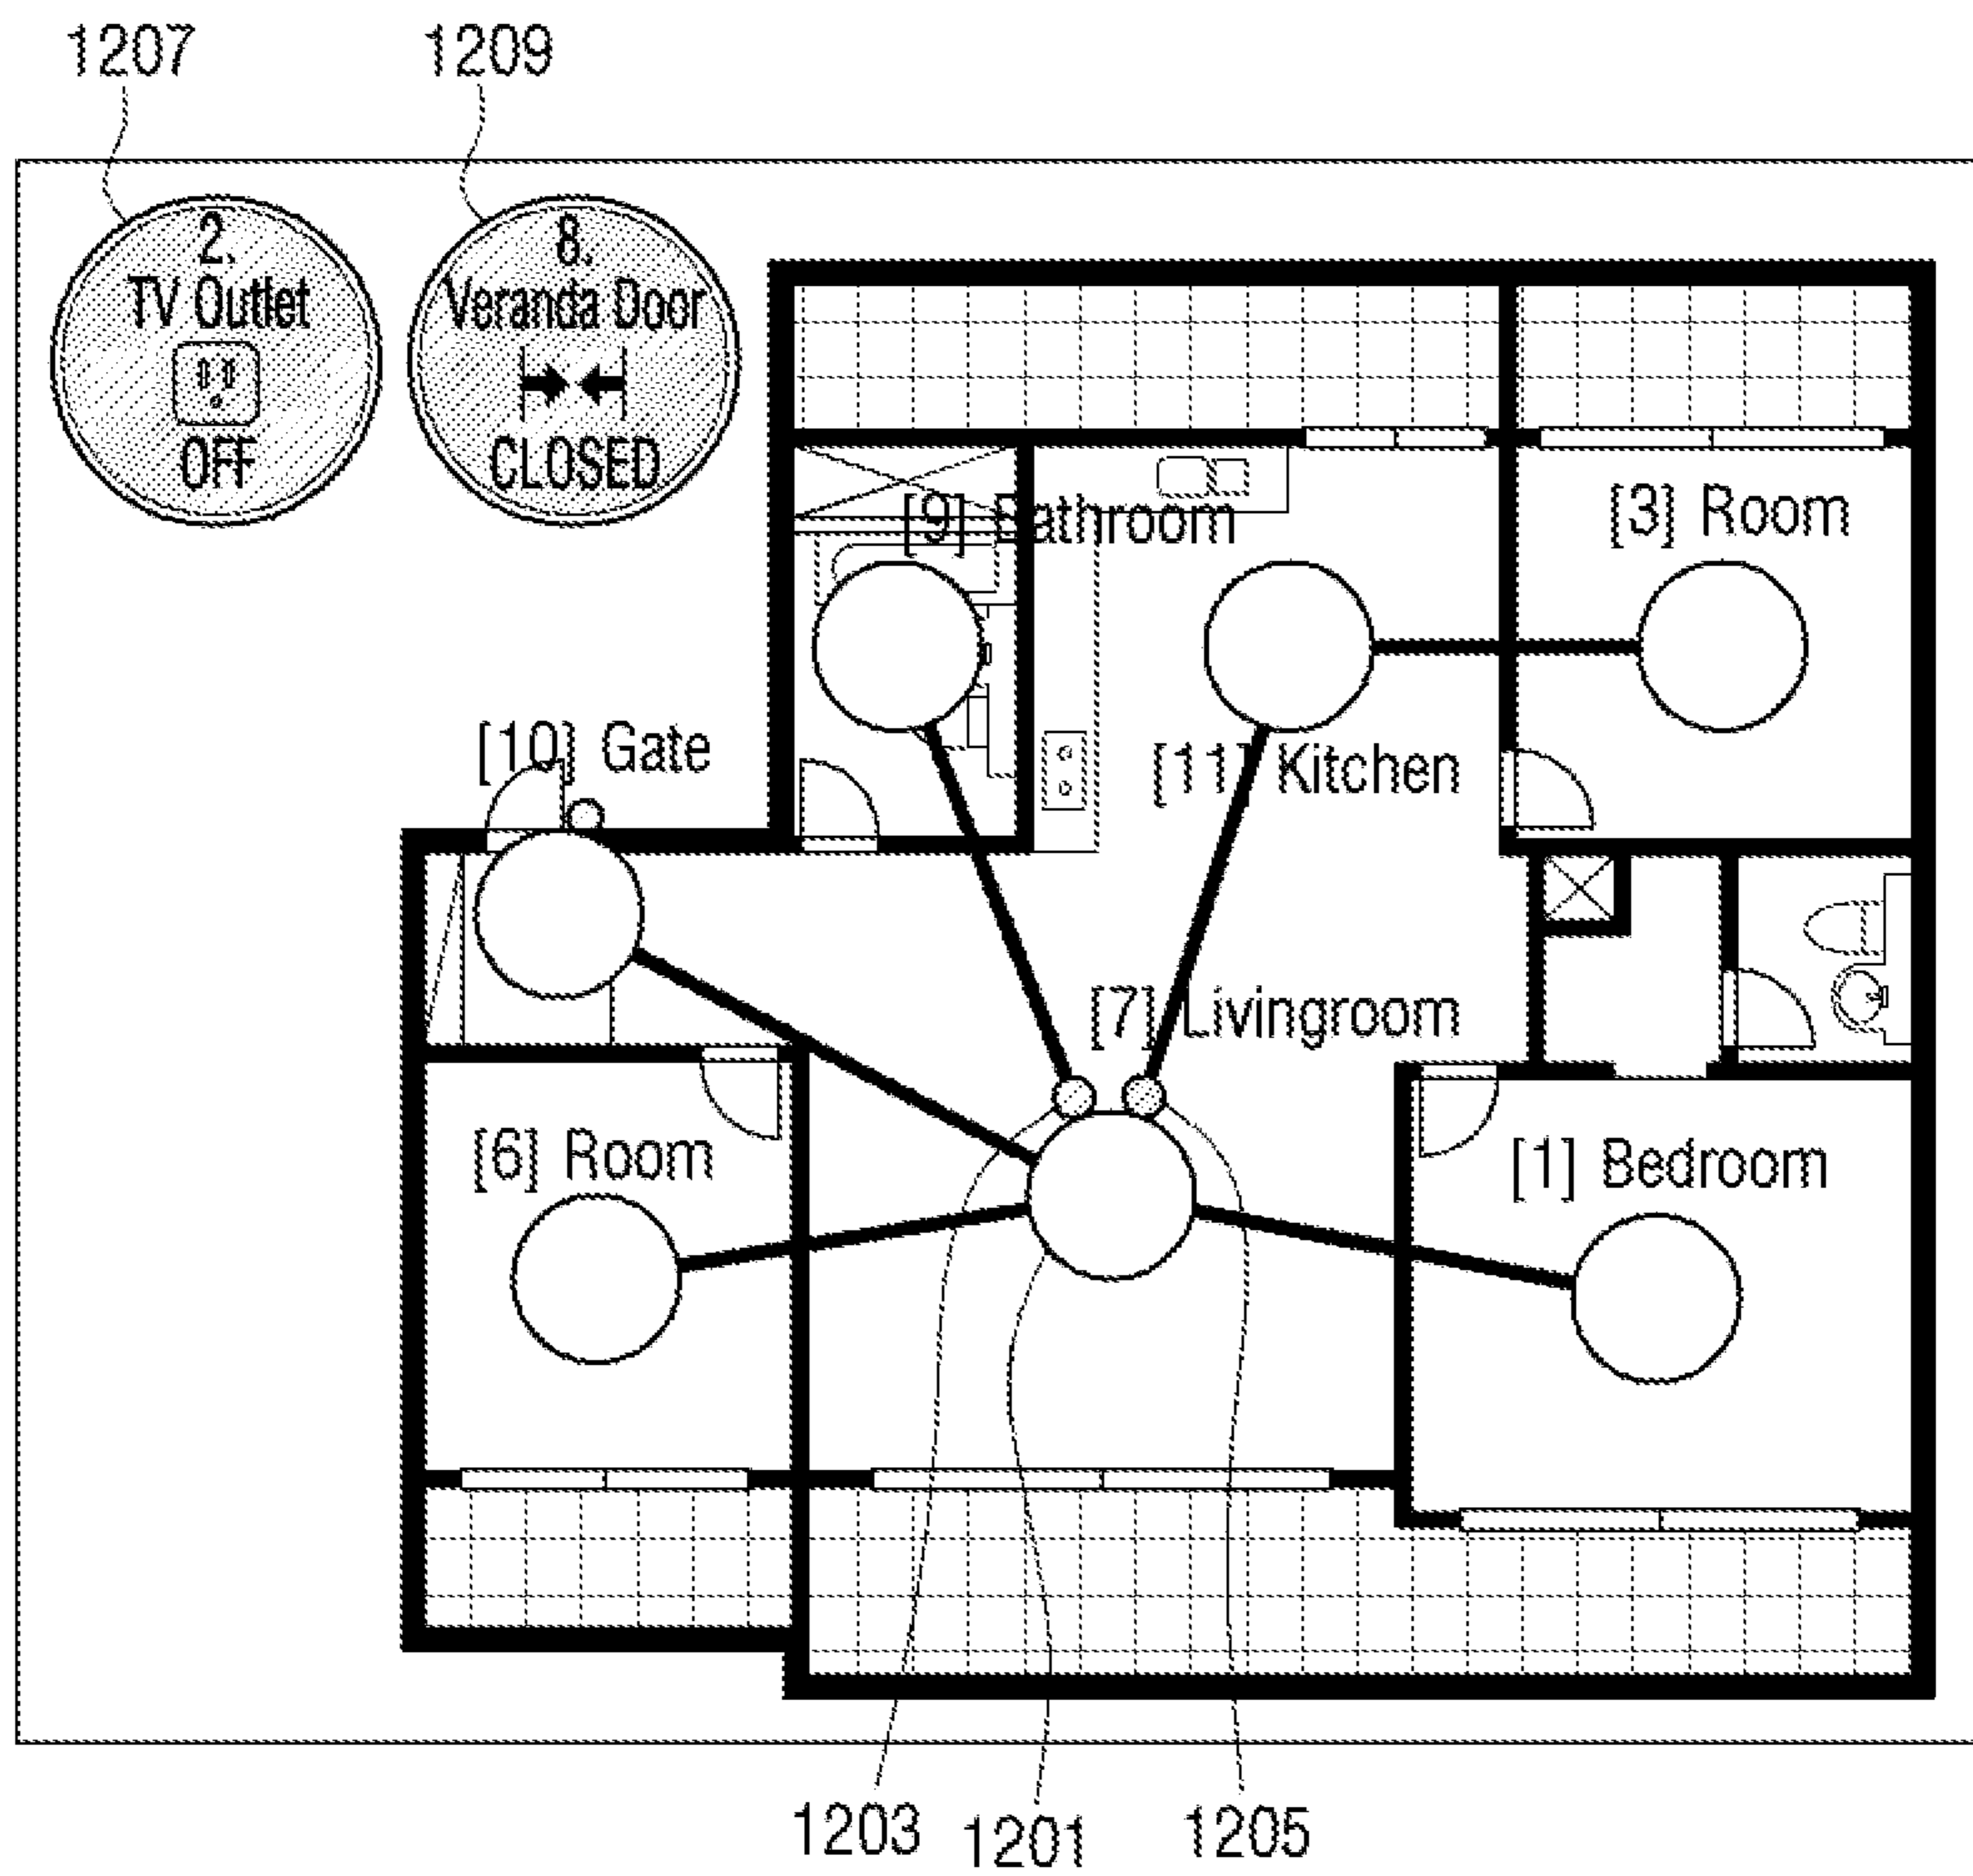 1207
1209
2.
TV Outlet
OFF
8.
Veranda Door
CLOSED
[9] Bathroom
[3] Room
[10] Gate
[11] Kitchen
[7] Livingroom
[6] Room
[1] Bedroom
1203
1201
1205